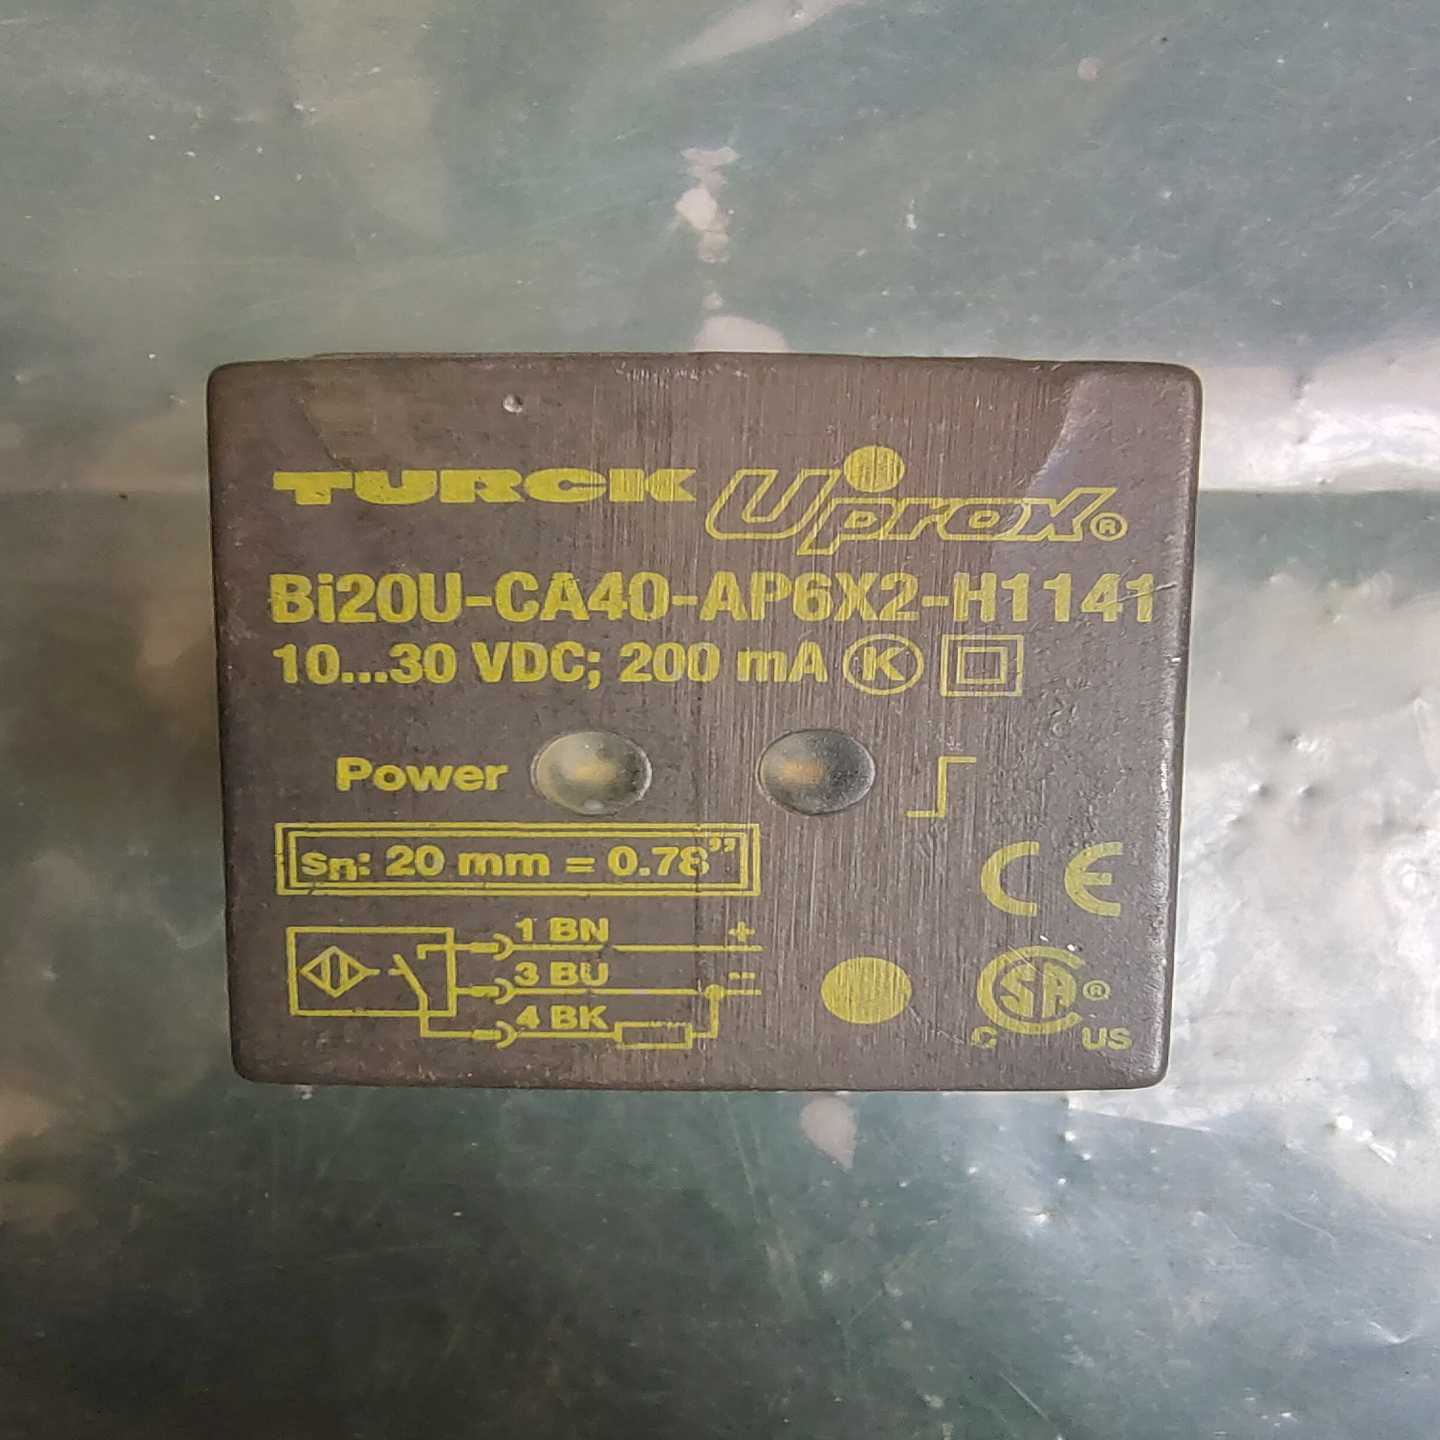 TURCK Uprox®
Bi20U-CA40-AP6X2-H1141
10...30 VDC; 200 mA K
Power
sn: 20 mm = 0.78”
CE
1 BN +
3 BU -
4 BK
CSA®
C US